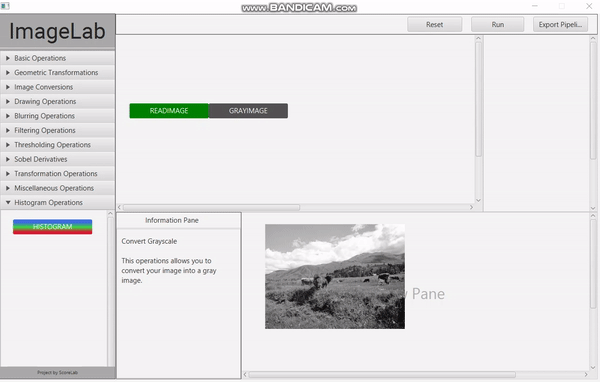 www.BANDICAM.com
ImageLab
Reset
Run
Export Pipeli...
Basic Operations
Geometric Transformations
Image Conversions
Drawing Operations
Blurring Operations
Filtering Operations
Thresholding Operations
Sobel Derivatives
Transformation Operations
Miscellaneous Operations
Histogram Operations
HISTOGRAM
Project by ScoreLab
READIMAGE
GRAYIMAGE
Information Pane
Convert Grayscale
This operations allows you to
convert your image into a gray
image.
Pane